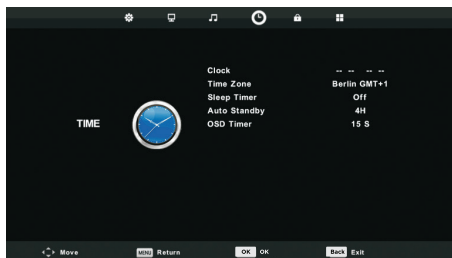 Clock -- -- -- --
Time Zone Berlin GMT+1
Sleep Timer Off
Auto Standby 4H
TIME
OSD Timer 15 S
Move MENU Return OK OK Back Exit